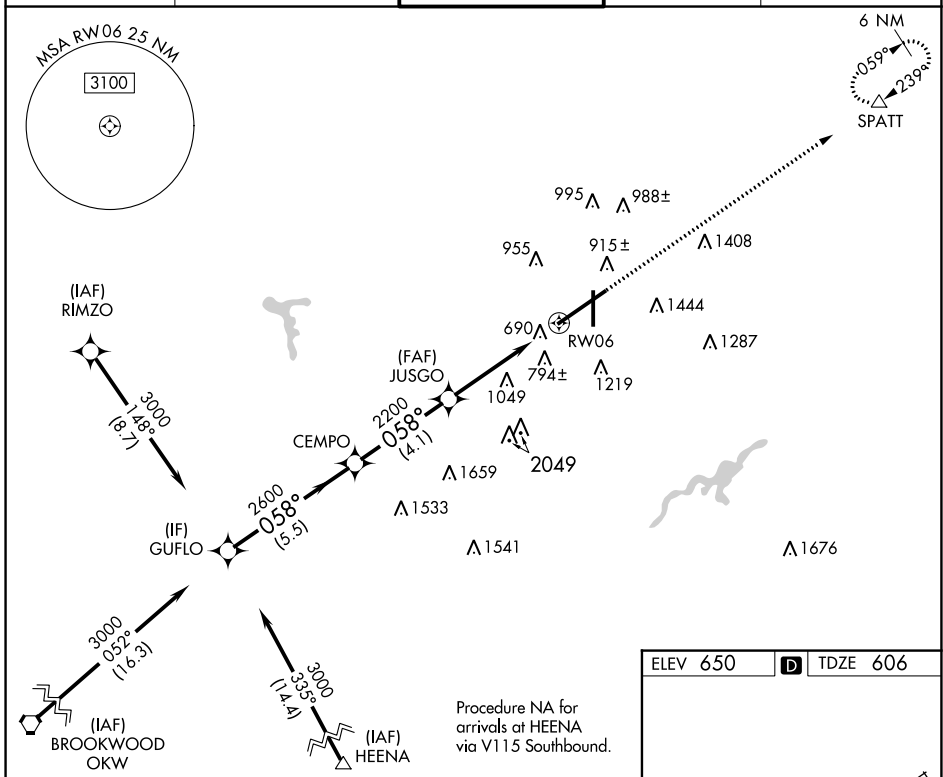 MSA RW06 25 NM
3100
6 NM
059°
239°
SPATT
995
988±
955
915±
1408
(IAF)
RIMZO
1444
690
RW06
1287
(FAF)
JUSGO
794±
1219
1049
3000
148°
(8.7)
2200
058°
(4.1)
CEMPO
2049
1659
2600
058°
(5.5)
1533
(IF)
GUFLO
1541
1676
3000
052°
(16.3)
3000
335°
(14.4)
ELEV 650
D
TDZE 606
Procedure NA for
arrivals at HEENA
via V115 Southbound.
(IAF)
BROOKWOOD
OKW
(IAF)
HEENA